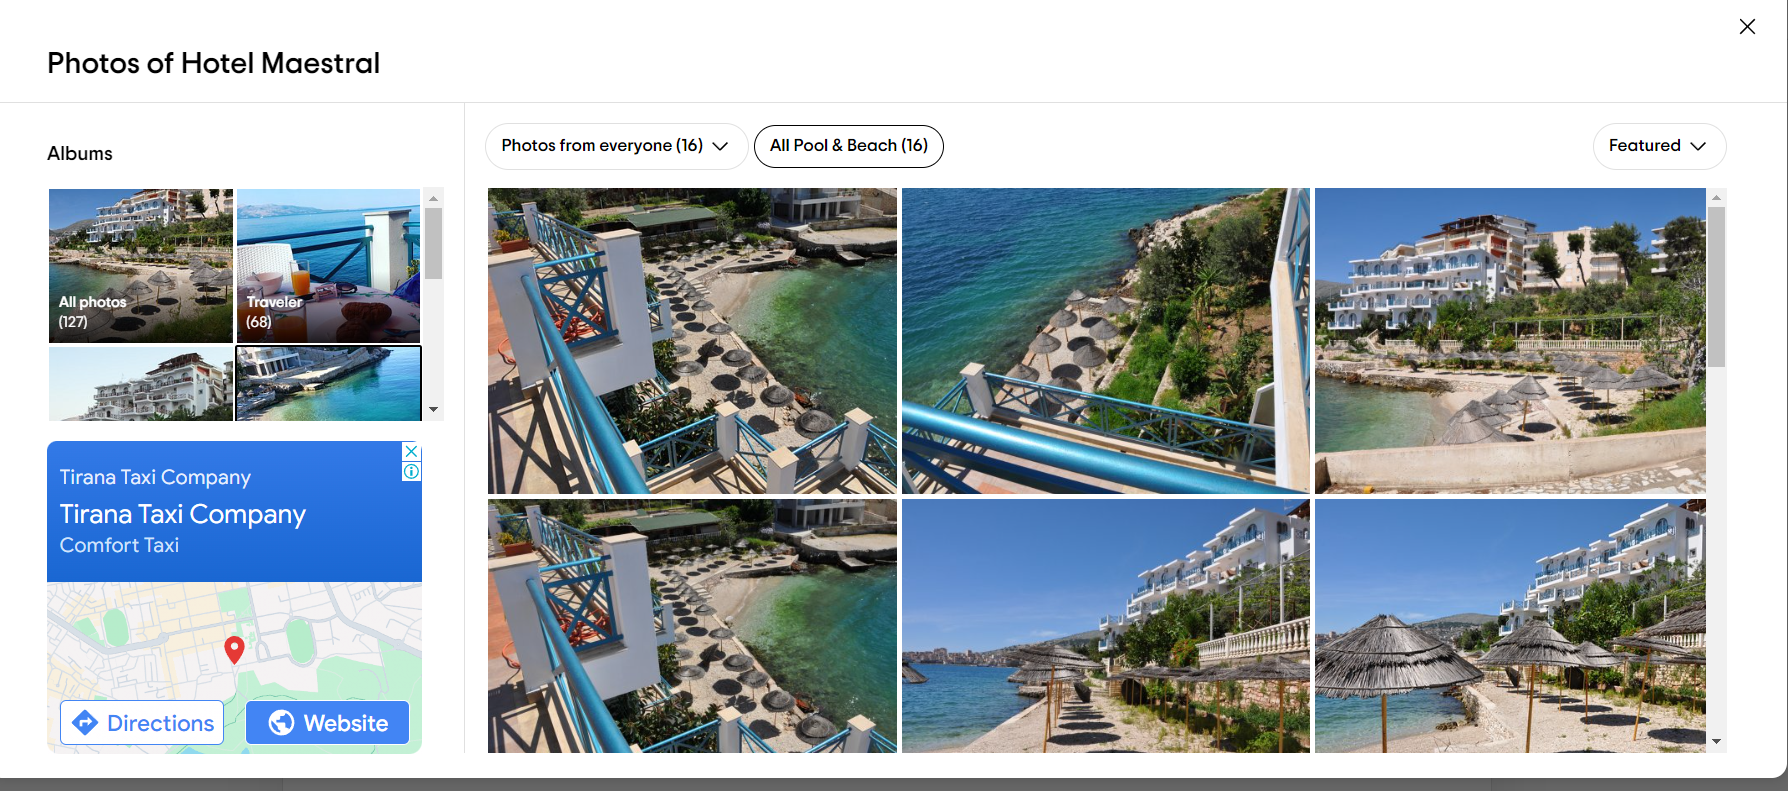 Photos of Hotel Maestral
Albums
All photos
(127)
Traveler
(68)
Tirana Taxi Company
Tirana Taxi Company
Comfort Taxi
Directions
Website
Photos from everyone (16)
All Pool & Beach (16)
Featured